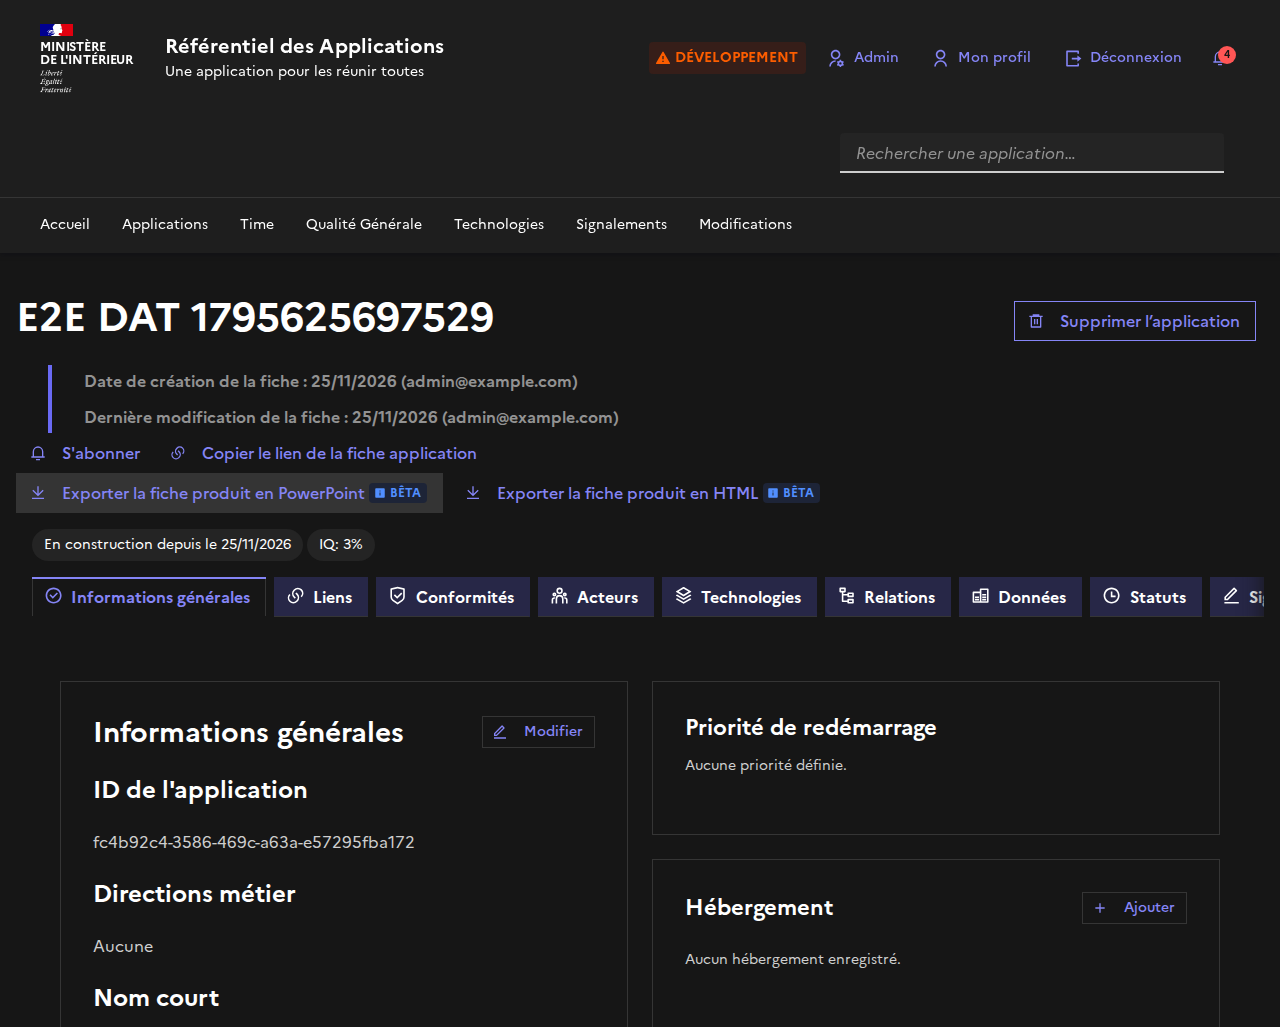 MINISTÈRE
DE L'INTÉRIEUR
Liberté
Égalité
Fraternité
Référentiel des Applications
Une application pour les réunir toutes
DÉVELOPPEMENT
Admin
Mon profil
Déconnexion
4
Rechercher une application…
Accueil
Applications
Time
Qualité Générale
Technologies
Signalements
Modifications
E2E DAT 1795625697529
Supprimer l’application
Date de création de la fiche : 25/11/2026 (admin@example.com)
Dernière modification de la fiche : 25/11/2026 (admin@example.com)
S'abonner
Copier le lien de la fiche application
Exporter la fiche produit en PowerPoint BÊTA
Exporter la fiche produit en HTML BÊTA
En construction depuis le 25/11/2026
IQ: 3%
Informations générales
Liens
Conformités
Acteurs
Technologies
Relations
Données
Statuts
Informations générales
Modifier
ID de l'application
fc4b92c4-3586-469c-a63a-e57295fba172
Directions métier
Aucune
Nom court
Priorité de redémarrage
Aucune priorité définie.
Hébergement
Ajouter
Aucun hébergement enregistré.